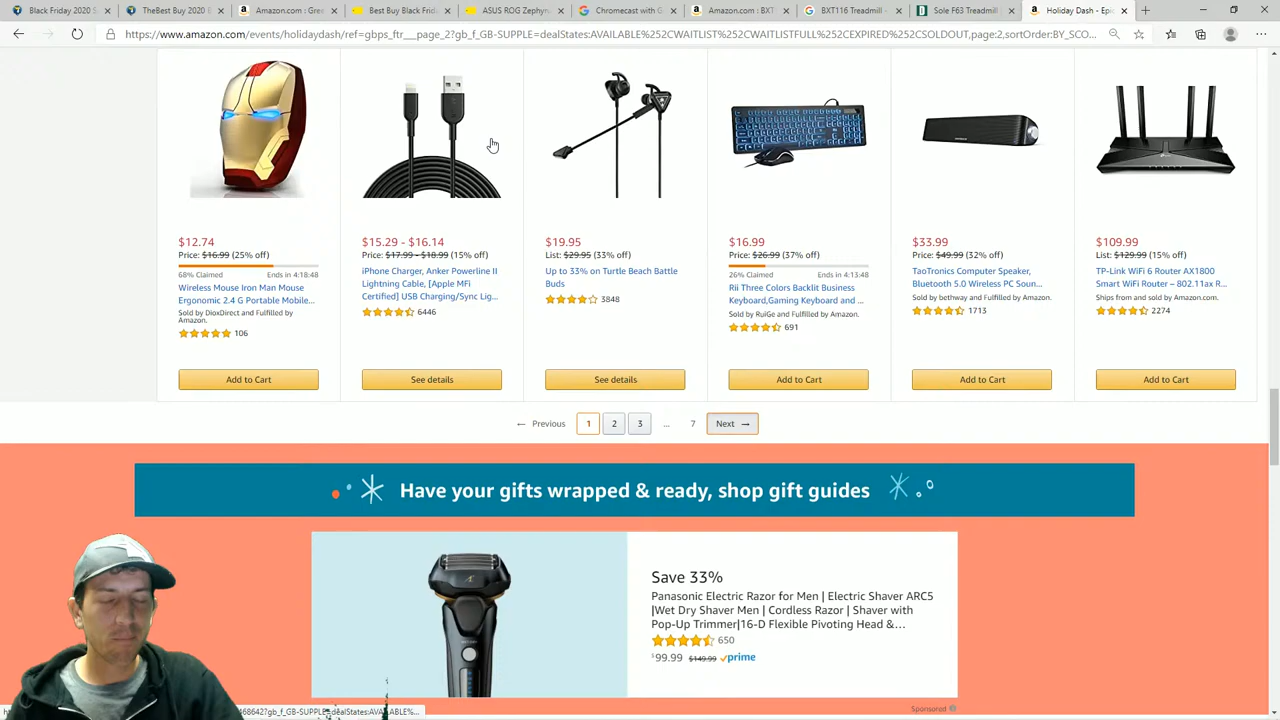 Black Friday 2020 S
TheBest Buy 2020 E
Amazon.com : Gree
Best Buy Black Frida
ASUS ROG Zephyru
Chromecast with G
Amazon.com : BXT
BXT116 Treadmill -
Sole F63 Treadmill
Holiday Dash - Epic
https://www.amazon.com/events/holidaydash/ref=gbps_ftr___page_2?gb_f_GB-SUPPLE=dealStates:AVAILABLE%252CWAITLIST%252CWAITLISTFULL%252CEXPIRED%252CSOLDOUT,page:2,sortOrder:BY_SCO...
$12.74
Price: $16.99 (25% off)
68% Claimed Ends in 4:18:48
Wireless Mouse Iron Man Mouse
Ergonomic 2.4 G Portable Mobile...
Sold by DioxDirect and Fulfilled by
Amazon.
106
Add to Cart
$15.29 - $16.14
Price: $17.99 - $18.99 (15% off)
iPhone Charger, Anker Powerline II
Lightning Cable, [Apple MFi
Certified] USB Charging/Sync Lig...
6446
See details
$19.95
List: $29.95 (33% off)
Up to 33% on Turtle Beach Battle
Buds
3848
See details
$16.99
Price: $26.99 (37% off)
26% Claimed Ends in 4:13:48
Rii Three Colors Backlit Business
Keyboard,Gaming Keyboard and ...
Sold by RuiGe and Fulfilled by Amazon.
691
Add to Cart
$33.99
Price: $49.99 (32% off)
TaoTronics Computer Speaker,
Bluetooth 5.0 Wireless PC Soun...
Sold by bethway and Fulfilled by Amazon.
1713
Add to Cart
$109.99
List: $129.99 (15% off)
TP-Link WiFi 6 Router AX1800
Smart WiFi Router – 802.11ax R...
Ships from and sold by Amazon.com.
2274
Add to Cart
← Previous 1 2 3 ... 7 Next →
Have your gifts wrapped & ready, shop gift guides
Save 33%
Panasonic Electric Razor for Men | Electric Shaver ARC5
|Wet Dry Shaver Men | Cordless Razor | Shaver with
Pop-Up Trimmer|16-D Flexible Pivoting Head &...
650
$99.99 $149.99 prime
Sponsored
468642?gb_f_GB-SUPPLE=dealStates:AVAILABLE%...